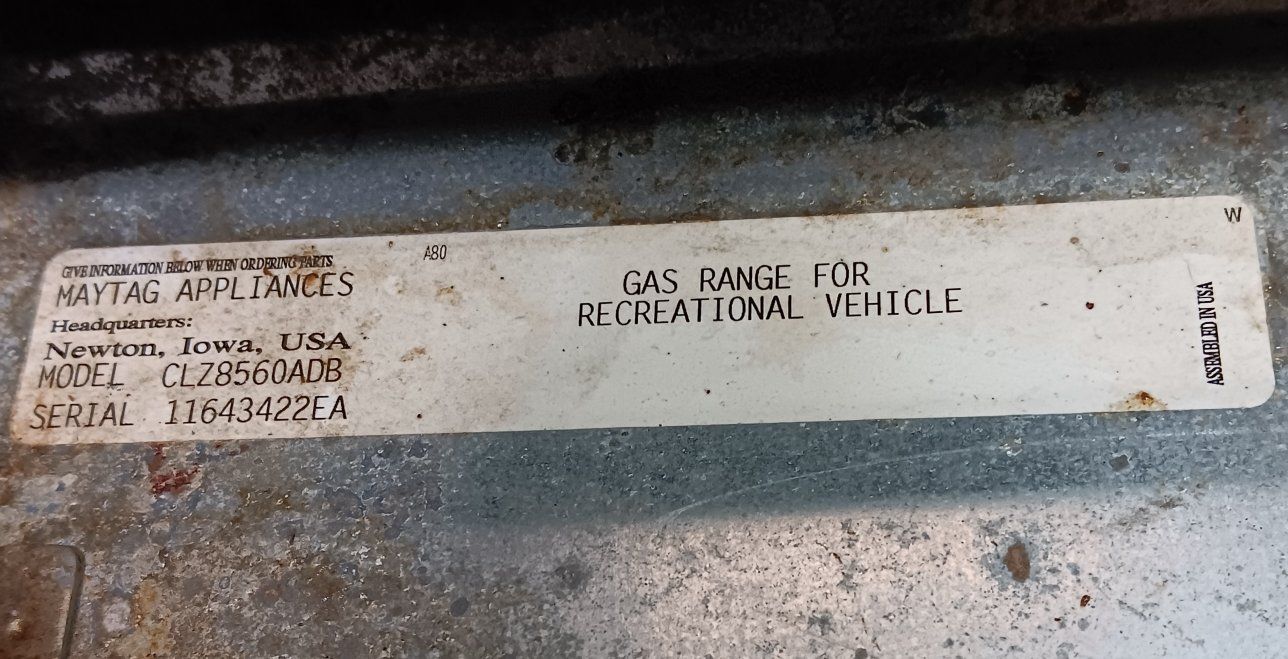 GIVE INFORMATION BELOW WHEN ORDERING PARTS
A80
W
MAYTAG APPLIANCES
Headquarters:
Newton, Iowa, USA
MODEL CLZ8560ADB
SERIAL 11643422EA
GAS RANGE FOR
RECREATIONAL VEHICLE
ASSEMBLED IN USA